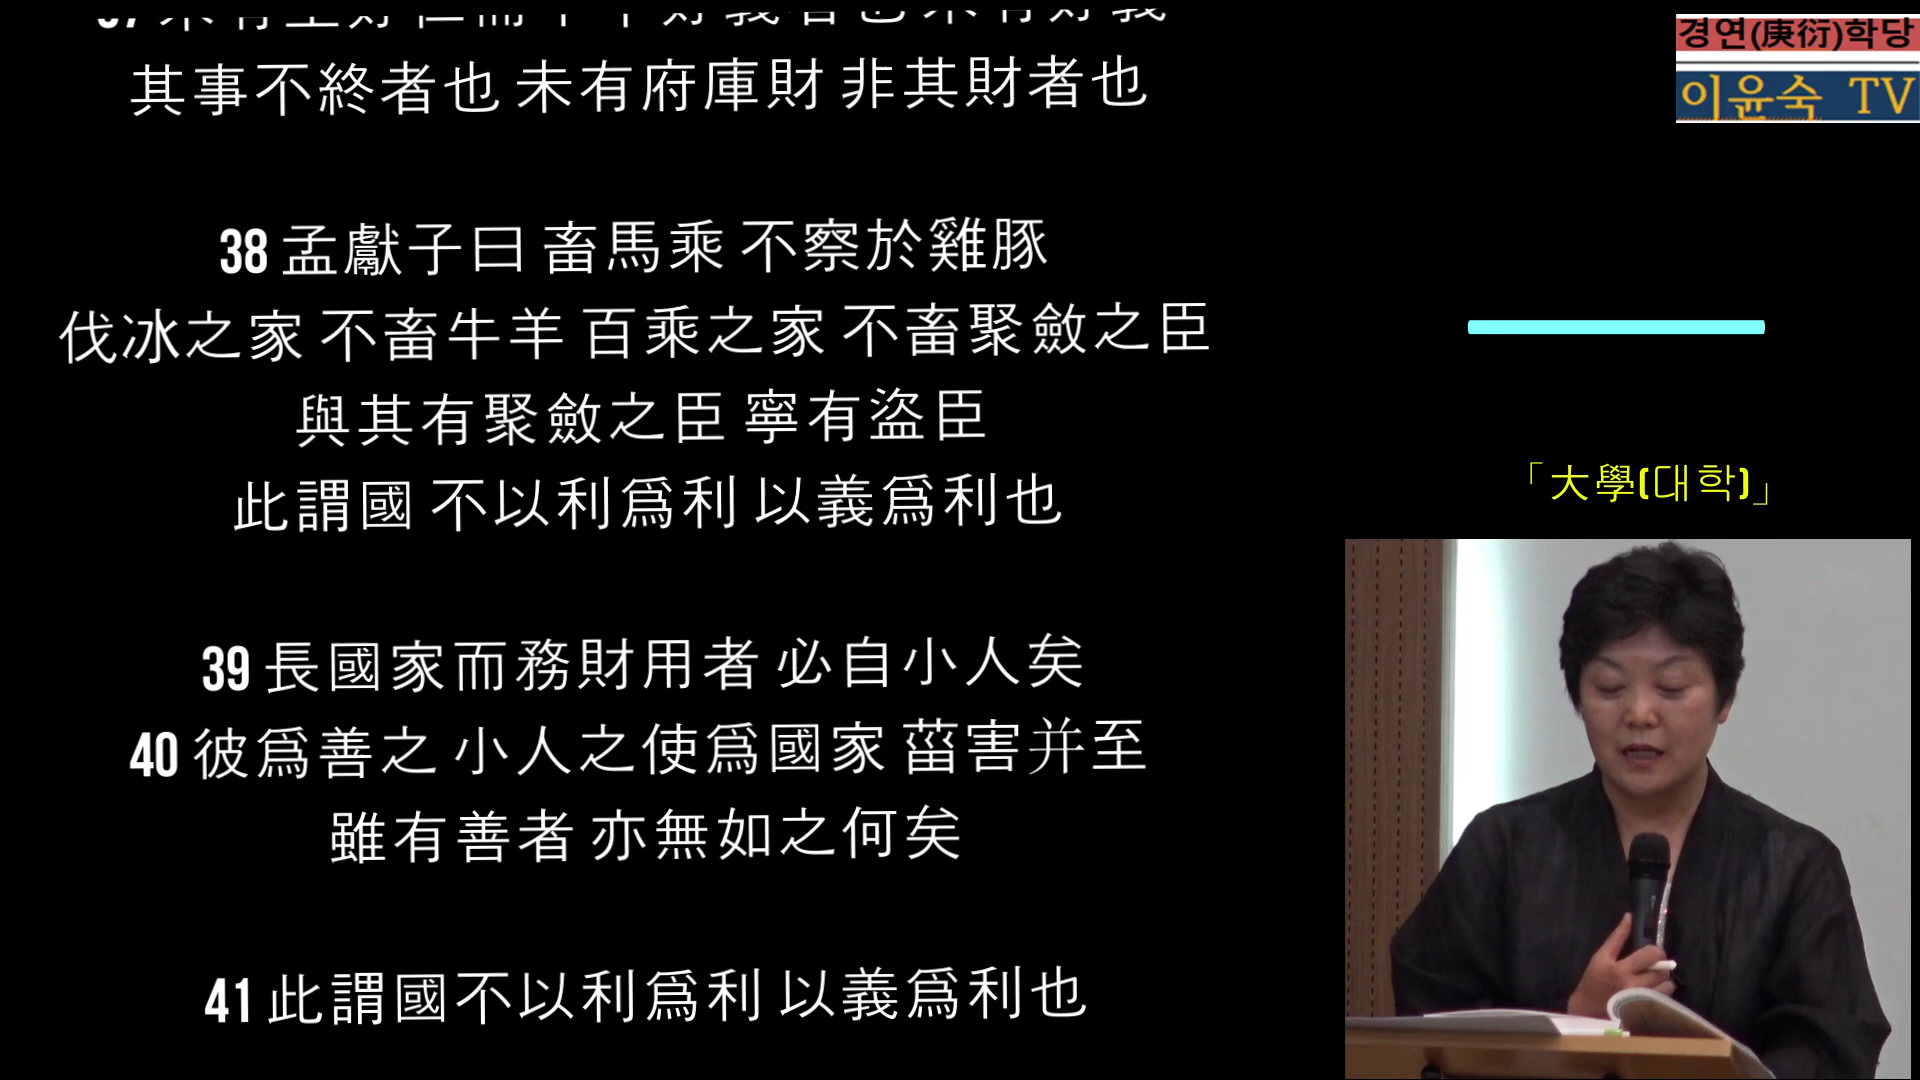 其事不終者也 未有府庫財 非其財者也
38 孟獻子曰 畜馬乘 不察於雞豚
伐冰之家 不畜牛羊 百乘之家 不畜聚斂之臣
與其有聚斂之臣 寧有盜臣
此謂國 不以利爲利 以義爲利也
39 長國家而務財用者 必自小人矣
40 彼爲善之 小人之使爲國家 菑害并至
雖有善者 亦無如之何矣
41 此謂國不以利爲利 以義爲利也
경연(庚衍)학당
이윤숙 TV
「大學(대학)」